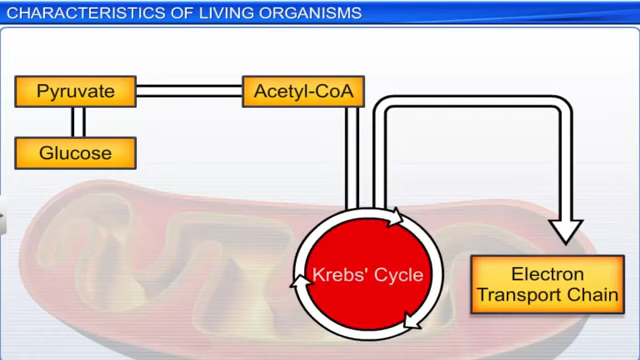 CHARACTERISTICS OF LIVING ORGANISMS
Pyruvate
Acetyl-CoA
Glucose
Krebs' Cycle
Electron
Transport Chain